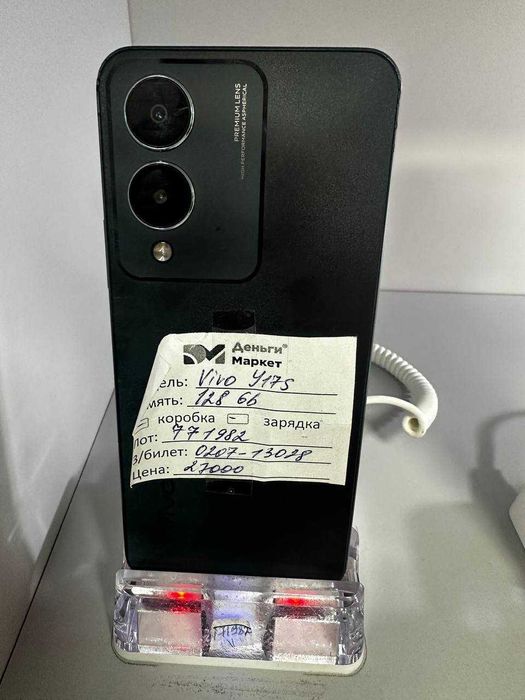 PREMIUM LENS
HIGH PERFORMANCE ASPHERICAL
Деньги®
Маркет
дель: Vivo Y17S
мять: 128 Gb
коробка зарядка
лот: 771982
З/билет: 0207-13028
Цена: 27000